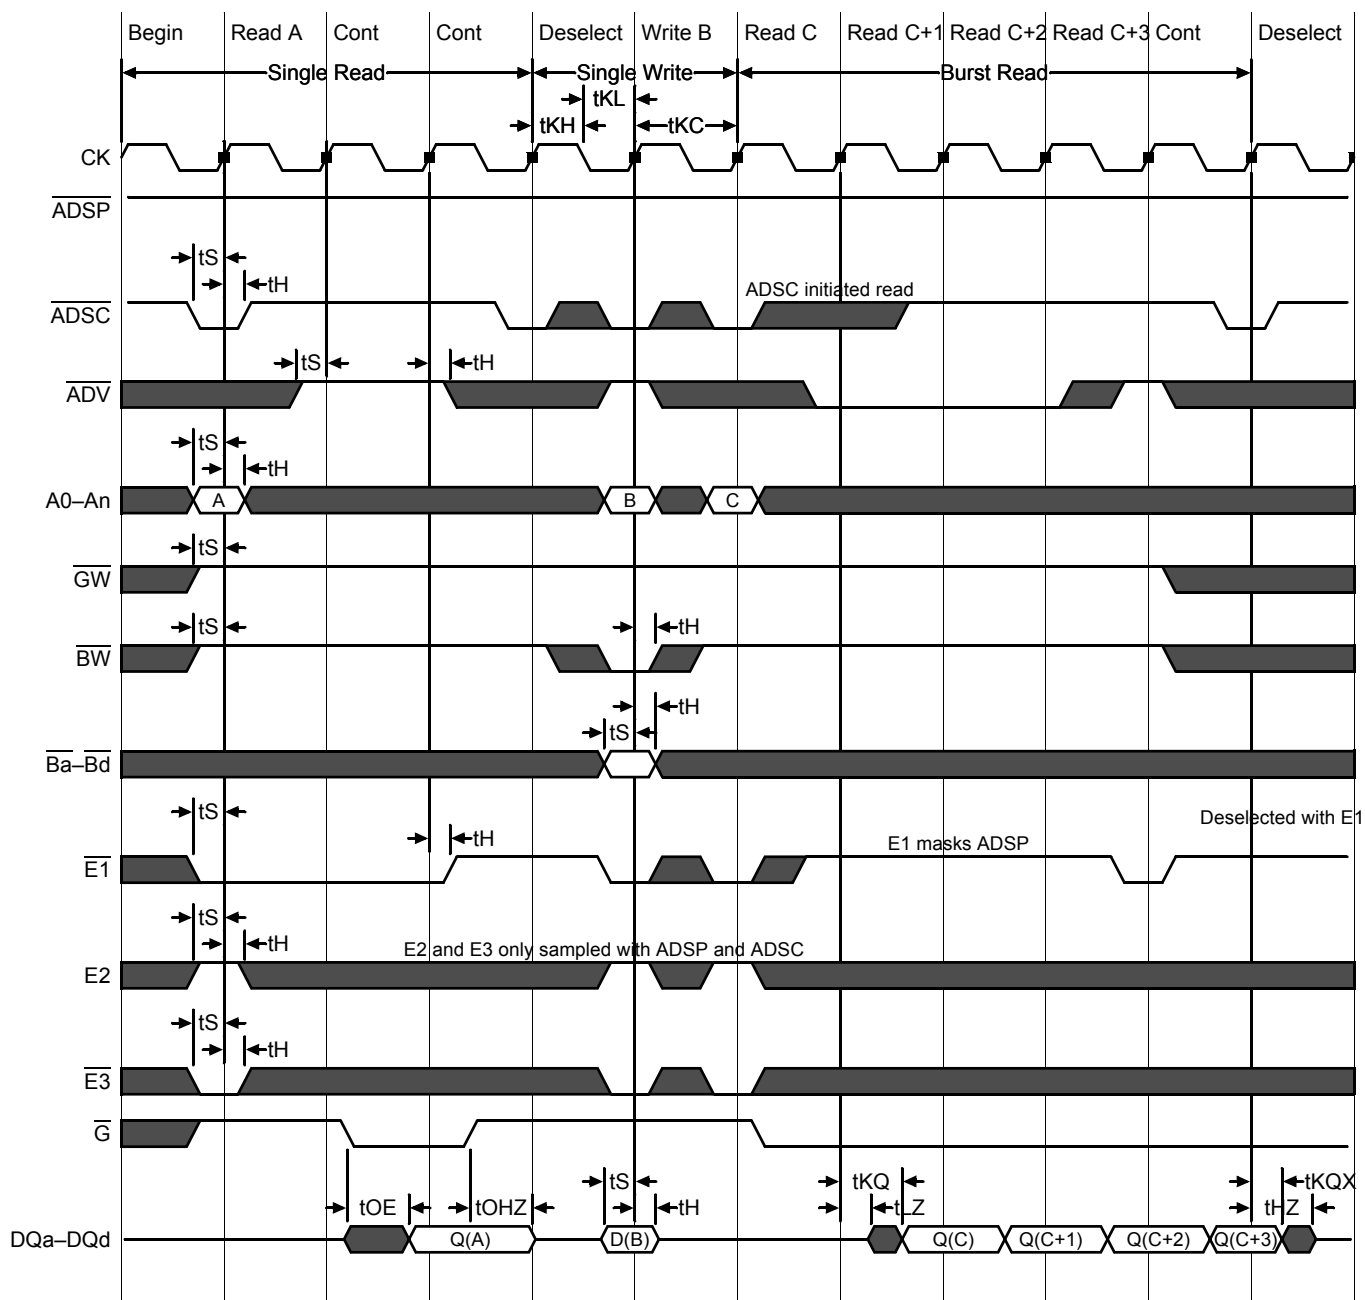 Begin Read A Cont Cont Deselect Write B Read C Read C+1 Read C+2 Read C+3 Cont Deselect
Single Read Single Write Burst Read
tKL
tKH tKC
CK
ADSP
tS
tH
ADSC initiated read
ADSC
tS tH
ADV
tS
tH
A0–An A B C
tS
GW
tS tH
BW
tH
tS
Ba–Bd
tS
Deselected with E1
tH
E1 masks ADSP
E1
tS
tH
E2 and E3 only sampled with ADSP and ADSC
E2
tS
tH
E3
G
tS tKQ tKQX
tOE tOHZ tH tLZ tHZ
DQa–DQd Q(A) D(B) Q(C) Q(C+1) Q(C+2) Q(C+3)